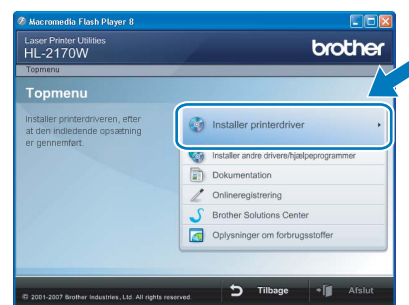 Macromedia Flash Player 8
Laser Printer Utilities
HL-2170W
brother
Topmenu
Topmenu
Installer printerdriveren, efter
at den indledende opsætning
er gennemført.
Installer printerdriver
Installer andre drivere/hjælpeprogrammer
Dokumentation
Onlineregistrering
Brother Solutions Center
Oplysninger om forbrugsstoffer
© 2001-2007 Brother Industries, Ltd. All rights reserved.
Tilbage
Afslut